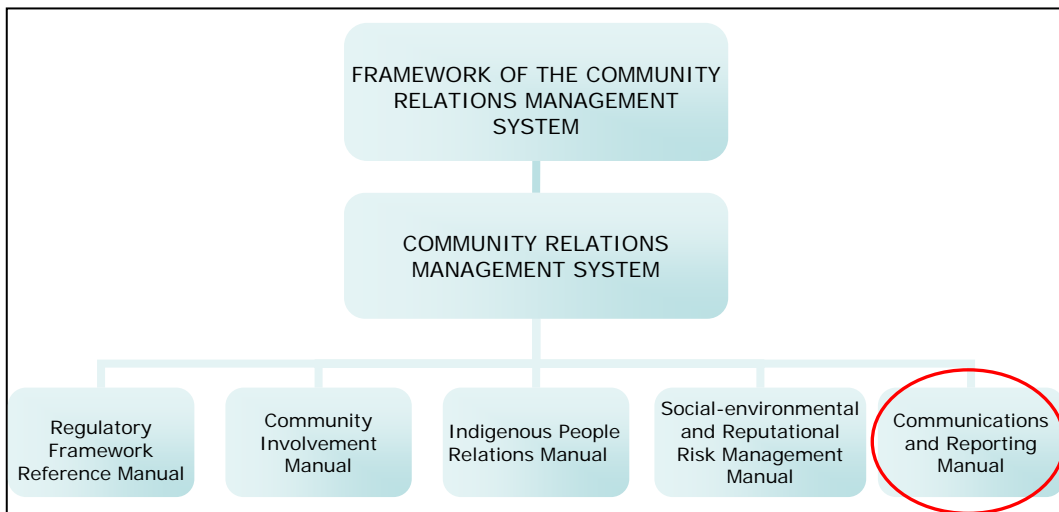 FRAMEWORK OF THE COMMUNITY
RELATIONS MANAGEMENT
SYSTEM
COMMUNITY RELATIONS
MANAGEMENT SYSTEM
Regulatory
Framework
Reference Manual
Community
Involvement
Manual
Indigenous People
Relations Manual
Social-environmental
and Reputational
Risk Management
Manual
Communications
and Reporting
Manual